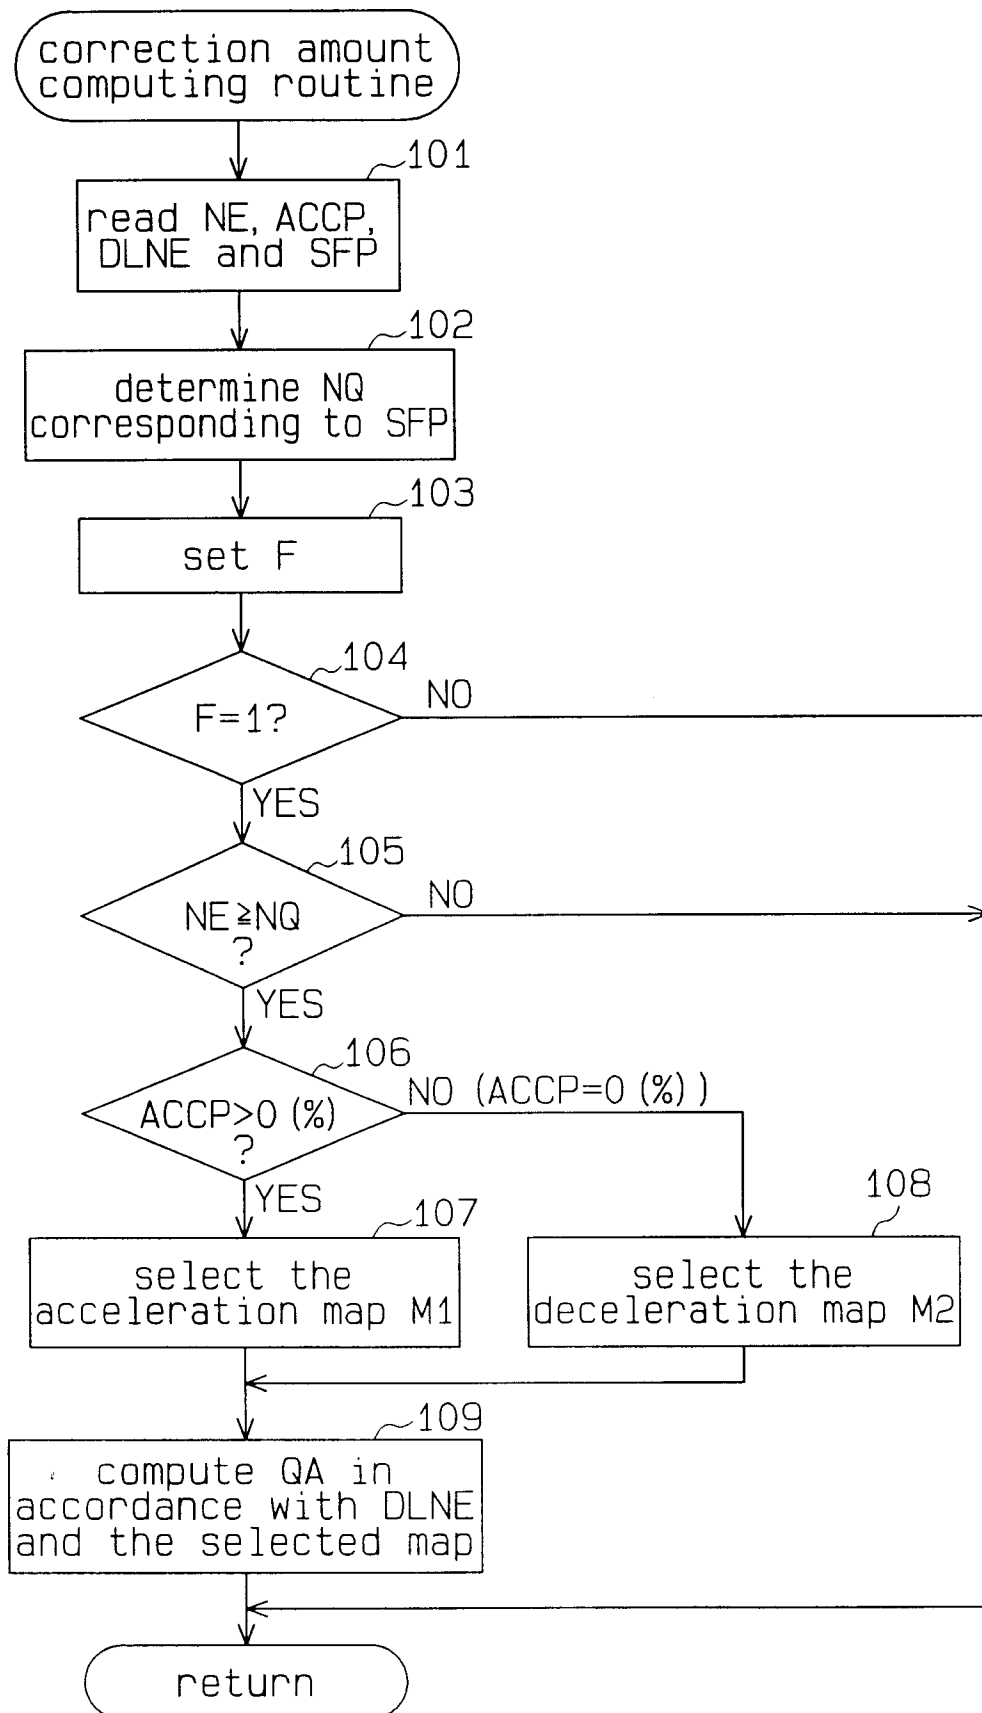 correction amount
computing routine
101
read NE, ACCP,
DLNE and SFP
102
determine NQ
corresponding to SFP
103
set F
104
F=1?
NO
YES
105
NE≧NQ
?
NO
YES
106
ACCP>0 (%)
?
NO (ACCP=0 (%))
YES
107
select the
acceleration map M1
108
select the
deceleration map M2
109
compute QA in
accordance with DLNE
and the selected map
return